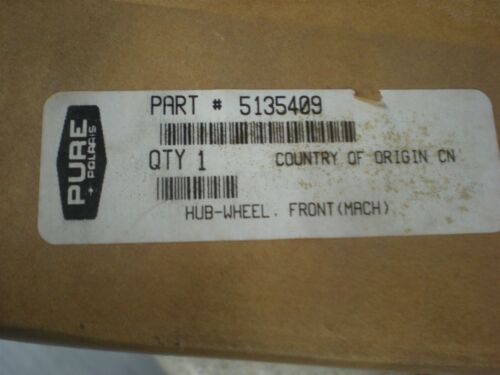 PURE
POLARIS
PART # 5135409
QTY 1 COUNTRY OF ORIGIN CN
HUB-WHEEL, FRONT(MACH)